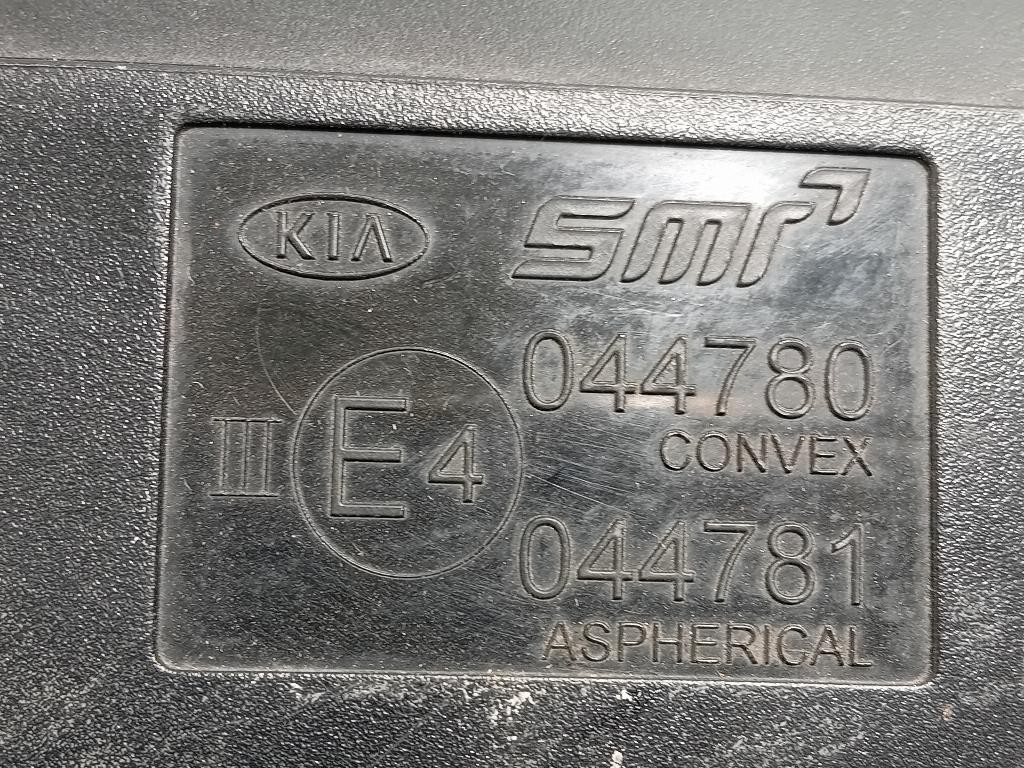 KIA smr
044780
CONVEX
III E4
044781
ASPHERICAL